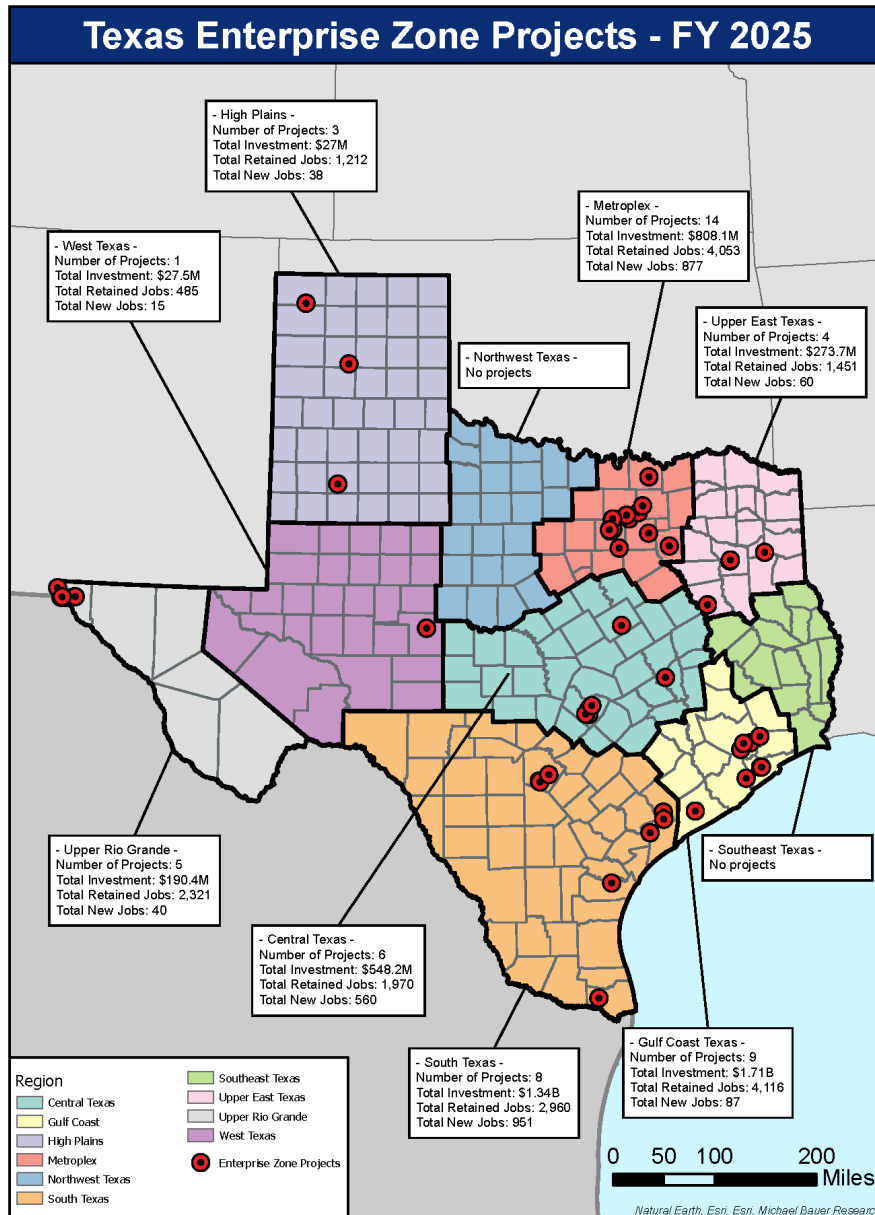 Texas Enterprise Zone Projects - FY 2025
- High Plains -
Number of Projects: 3
Total Investment: $27M
Total Retained Jobs: 1,212
Total New Jobs: 38
- Metroplex -
Number of Projects: 14
Total Investment: $808.1M
Total Retained Jobs: 4,053
Total New Jobs: 877
- West Texas -
Number of Projects: 1
Total Investment: $27.5M
Total Retained Jobs: 485
Total New Jobs: 15
- Upper East Texas -
Number of Projects: 4
Total Investment: $273.7M
Total Retained Jobs: 1,451
Total New Jobs: 60
- Northwest Texas -
No projects
- Upper Rio Grande -
Number of Projects: 5
Total Investment: $190.4M
Total Retained Jobs: 2,321
Total New Jobs: 40
- Southeast Texas -
No projects
- Central Texas -
Number of Projects: 6
Total Investment: $548.2M
Total Retained Jobs: 1,970
Total New Jobs: 560
- South Texas -
Number of Projects: 8
Total Investment: $1.34B
Total Retained Jobs: 2,960
Total New Jobs: 951
- Gulf Coast Texas -
Number of Projects: 9
Total Investment: $1.71B
Total Retained Jobs: 4,116
Total New Jobs: 87
Region
Central Texas
Gulf Coast
High Plains
Metroplex
Northwest Texas
South Texas
Southeast Texas
Upper East Texas
Upper Rio Grande
West Texas
Enterprise Zone Projects
0 50 100 200
Miles
Natural Earth, Esri, Esri, Michael Bauer Researc